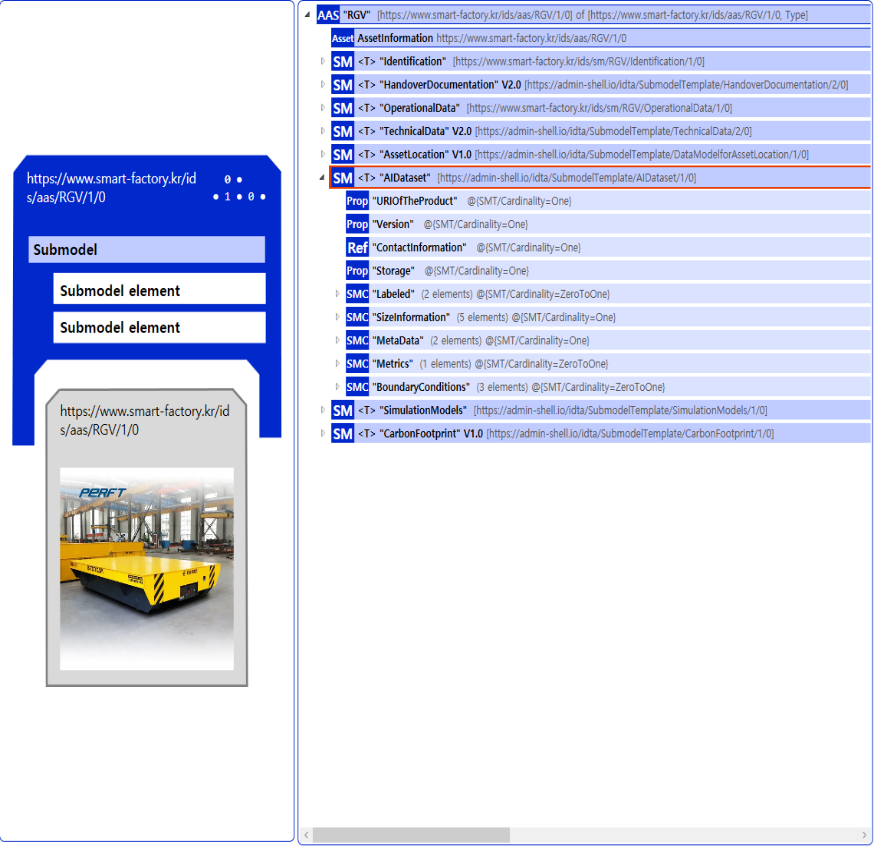 https://www.smart-factory.kr/id
s/aas/RGV/1/0
0
1 0
Submodel
Submodel element
Submodel element
https://www.smart-factory.kr/id
s/aas/RGV/1/0
PERFT
AAS "RGV" [https://www.smart-factory.kr/ids/aas/RGV/1/0] of [https://www.smart-factory.kr/ids/aas/RGV/1/0, Type]
Asset AssetInformation https://www.smart-factory.kr/ids/aas/RGV/1/0
SM <T> "Identification" [https://www.smart-factory.kr/ids/sm/RGV/Identification/1/0]
SM <T> "HandoverDocumentation" V2.0 [https://admin-shell.io/idta/SubmodelTemplate/HandoverDocumentation/2/0]
SM <T> "OperationalData" [https://www.smart-factory.kr/ids/sm/RGV/OperationalData/1/0]
SM <T> "TechnicalData" V2.0 [https://admin-shell.io/idta/SubmodelTemplate/TechnicalData/2/0]
SM <T> "AssetLocation" V1.0 [https://admin-shell.io/idta/SubmodelTemplate/DataModelforAssetLocation/1/0]
SM <T> "AIDataset" [https://admin-shell.io/idta/SubmodelTemplate/AIDataset/1/0]
Prop "URIOfTheProduct" @{SMT/Cardinality=One}
Prop "Version" @{SMT/Cardinality=One}
Ref "ContactInformation" @{SMT/Cardinality=One}
Prop "Storage" @{SMT/Cardinality=One}
SMC "Labeled" (2 elements) @{SMT/Cardinality=ZeroToOne}
SMC "SizeInformation" (5 elements) @{SMT/Cardinality=One}
SMC "MetaData" (2 elements) @{SMT/Cardinality=One}
SMC "Metrics" (1 elements) @{SMT/Cardinality=ZeroToOne}
SMC "BoundaryConditions" (3 elements) @{SMT/Cardinality=ZeroToOne}
SM <T> "SimulationModels" [https://admin-shell.io/idta/SubmodelTemplate/SimulationModels/1/0]
SM <T> "CarbonFootprint" V1.0 [https://admin-shell.io/idta/SubmodelTemplate/CarbonFootprint/1/0]